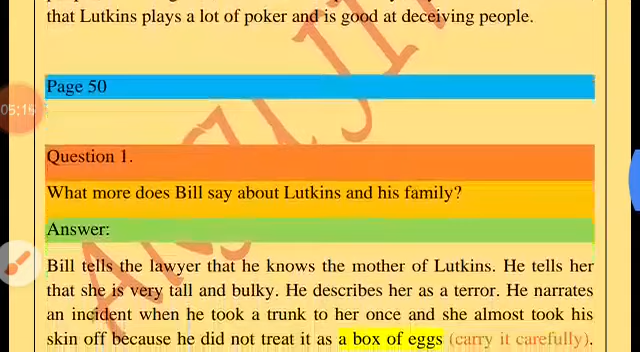 that Lutkins plays a lot of poker and is good at deceiving people.
Page 50
05:15
Question 1.
What more does Bill say about Lutkins and his family?
Answer:
Bill tells the lawyer that he knows the mother of Lutkins. He tells her
that she is very tall and bulky. He describes her as a terror. He narrates
an incident when he took a trunk to her once and she almost took his
skin off because he did not treat it as a box of eggs (carry it carefully).